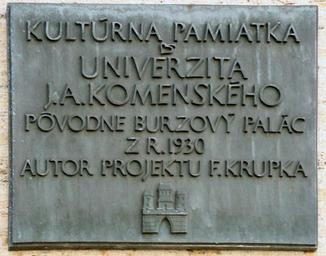 KULTÚRNA PAMIATKA
UNIVERZITA
J.A.KOMENSKÉHO
PÔVODNE BURZOVÝ PALÁC
Z R.1930
AUTOR PROJEKTU F.KRUPKA